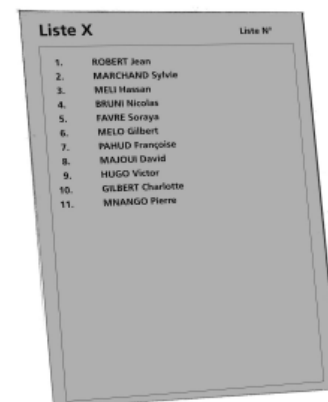 Liste X Liste N°
1. ROBERT Jean
2. MARCHAND Sylvie
3. MELI Hassan
4. BRUNI Nicolas
5. FAVRE Soraya
6. MELO Gilbert
7. PAHUD Françoise
8. MAJOUI David
9. HUGO Victor
10. GILBERT Charlotte
11. MNANGO Pierre